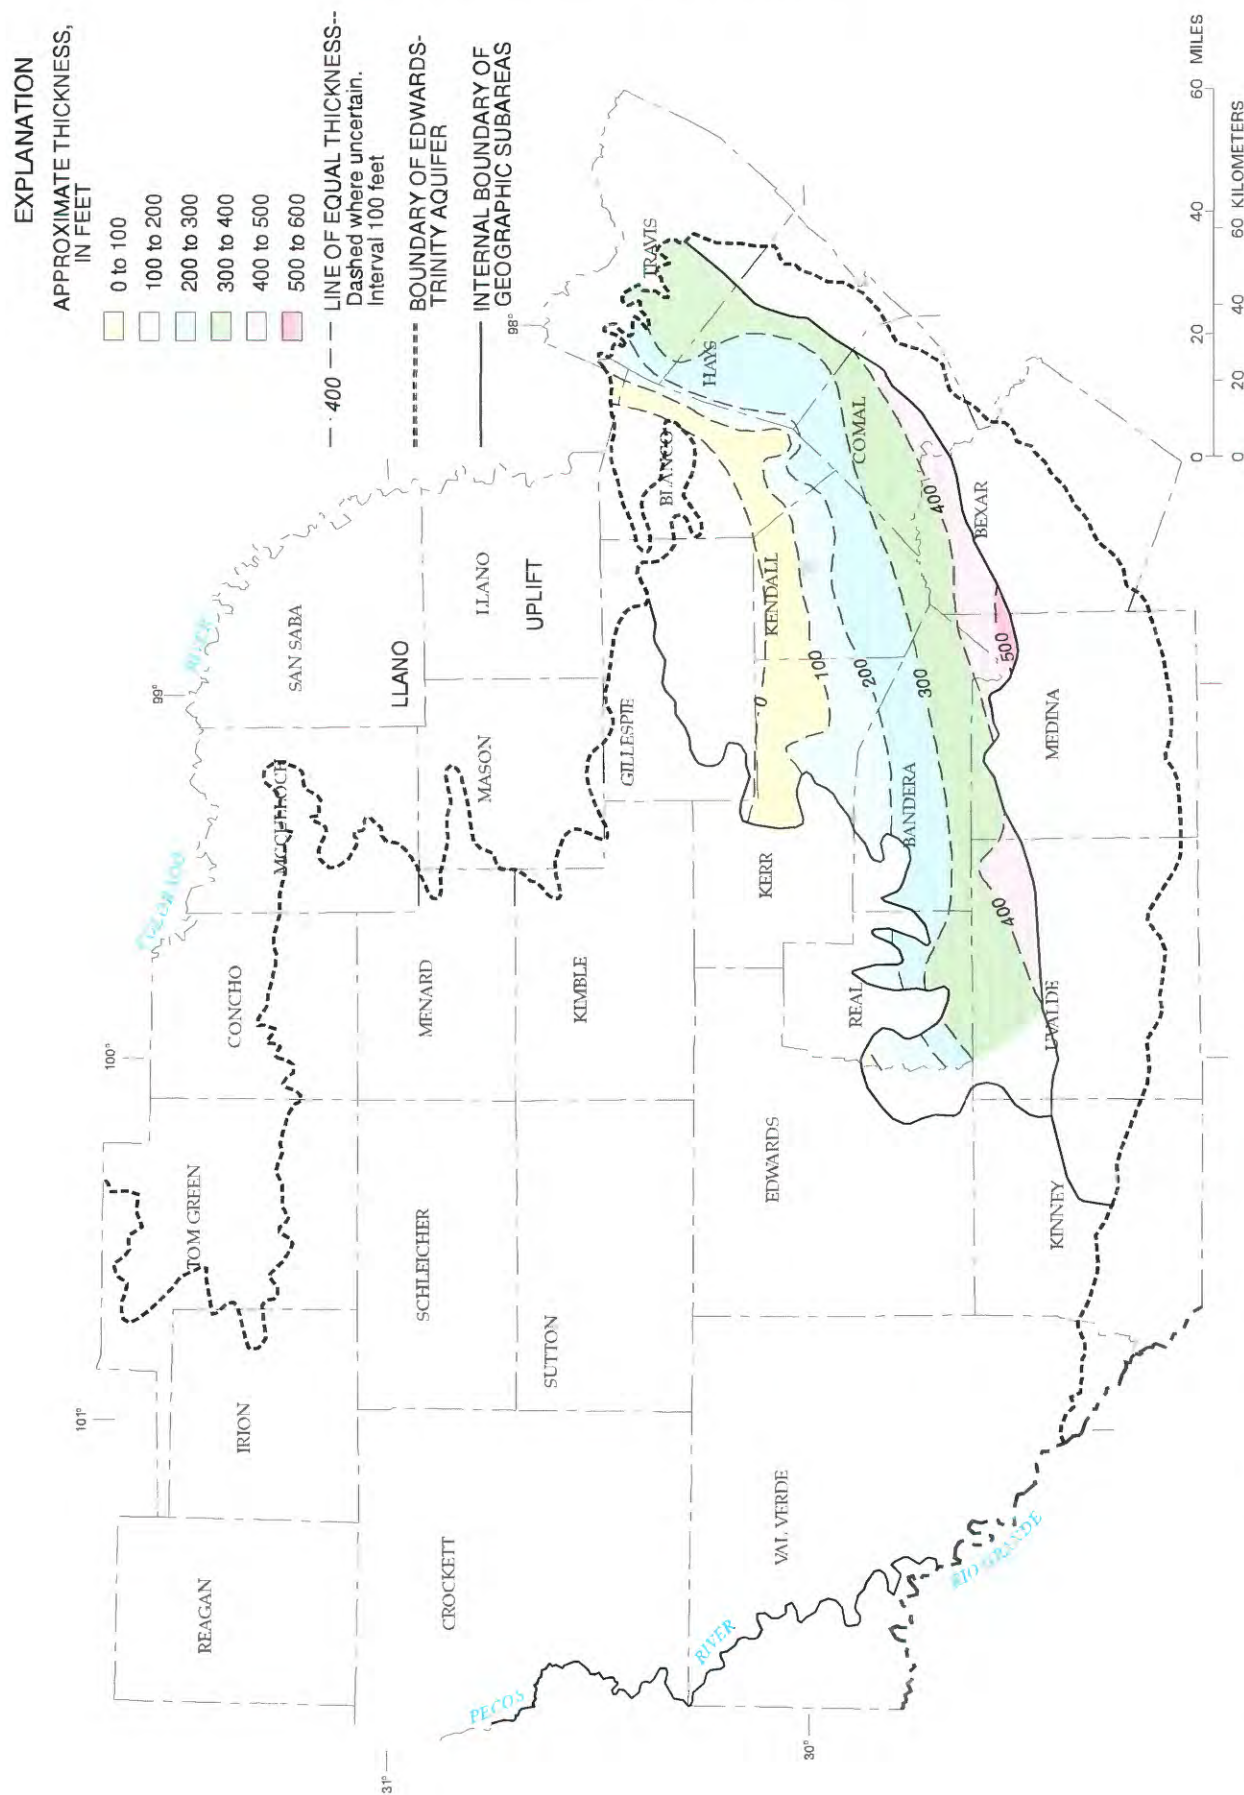 EXPLANATION
APPROXIMATE THICKNESS,
IN FEET
0 to 100
100 to 200
200 to 300
300 to 400
400 to 500
500 to 600
— · 400 — LINE OF EQUAL THICKNESS--
Dashed where uncertain.
Interval 100 feet
BOUNDARY OF EDWARDS-
TRINITY AQUIFER
INTERNAL BOUNDARY OF
GEOGRAPHIC SUBAREAS
101°
100°
99°
98°
31°
30°
COLORADO
RIVER
REAGAN
IRION
TOM GREEN
CONCHO
MCCULLOCH
SAN SABA
CROCKETT
SCHLEICHER
MENARD
LLANO
MASON
LLANO
UPLIFT
SUTTON
KIMBLE
GILLESPIE
BLANCO
TRAVIS
HAYS
PECOS
RIVER
VAL VERDE
EDWARDS
KERR
KENDALL
REAL
BANDERA
COMAL
RIO GRANDE
KINNEY
UVALDE
MEDINA
BEXAR
0
100
200
300
400
400
500
0 20 40 60 MILES
0 20 40 60 KILOMETERS